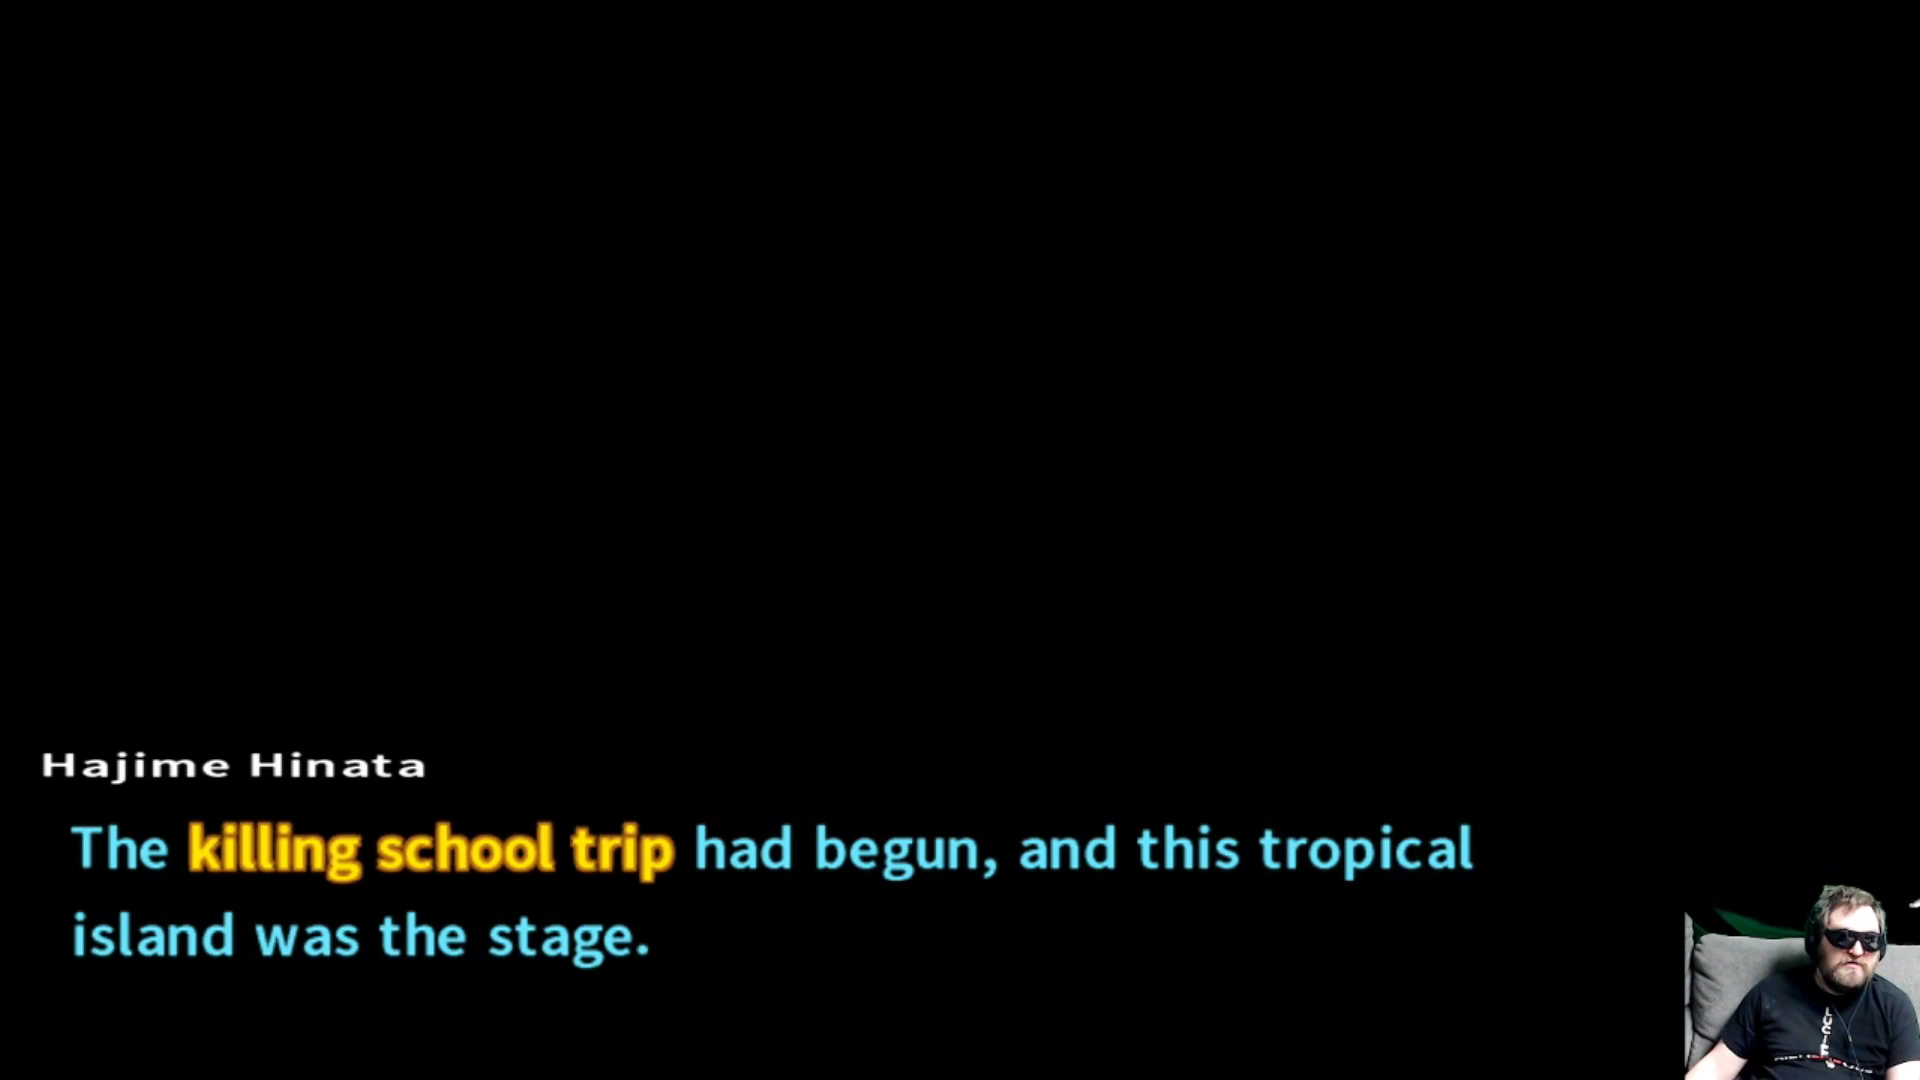 Hajime Hinata
The killing school trip had begun, and this tropical
island was the stage.